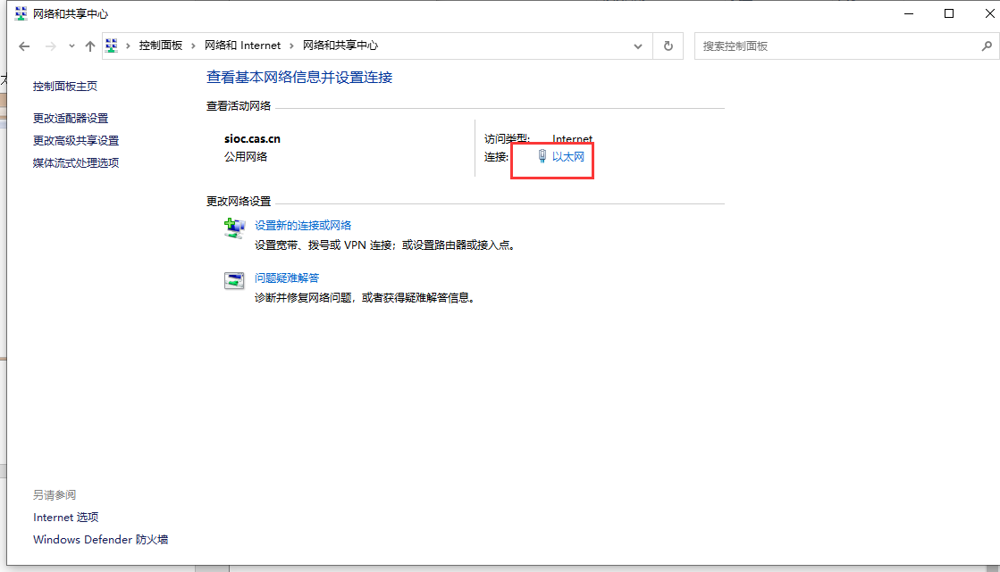 网络和共享中心
控制面板 网络和 Internet 网络和共享中心
搜索控制面板
控制面板主页
更改适配器设置
更改高级共享设置
媒体流式处理选项
查看基本网络信息并设置连接
查看活动网络
sioc.cas.cn
公用网络
访问类型: Internet
连接: 以太网
更改网络设置
设置新的连接或网络
设置宽带、拨号或 VPN 连接；或设置路由器或接入点。
问题疑难解答
诊断并修复网络问题，或者获得疑难解答信息。
另请参阅
Internet 选项
Windows Defender 防火墙